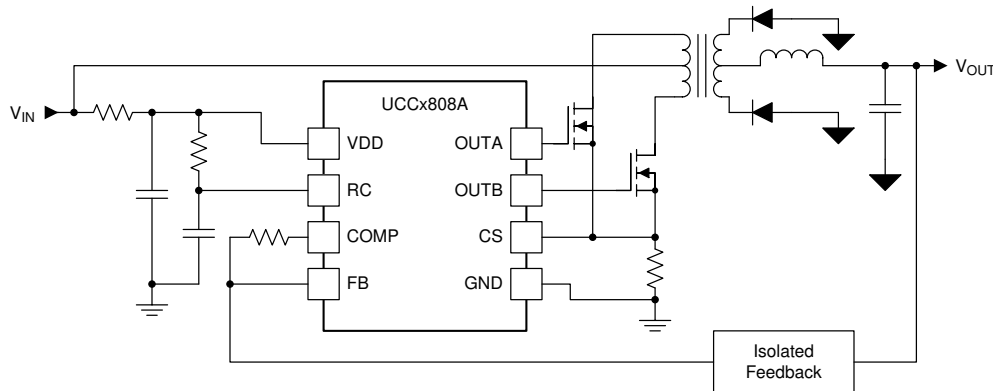 UCCx808A
V_IN
VDD
OUTA
RC
OUTB
COMP
CS
FB
GND
V_OUT
Isolated
Feedback